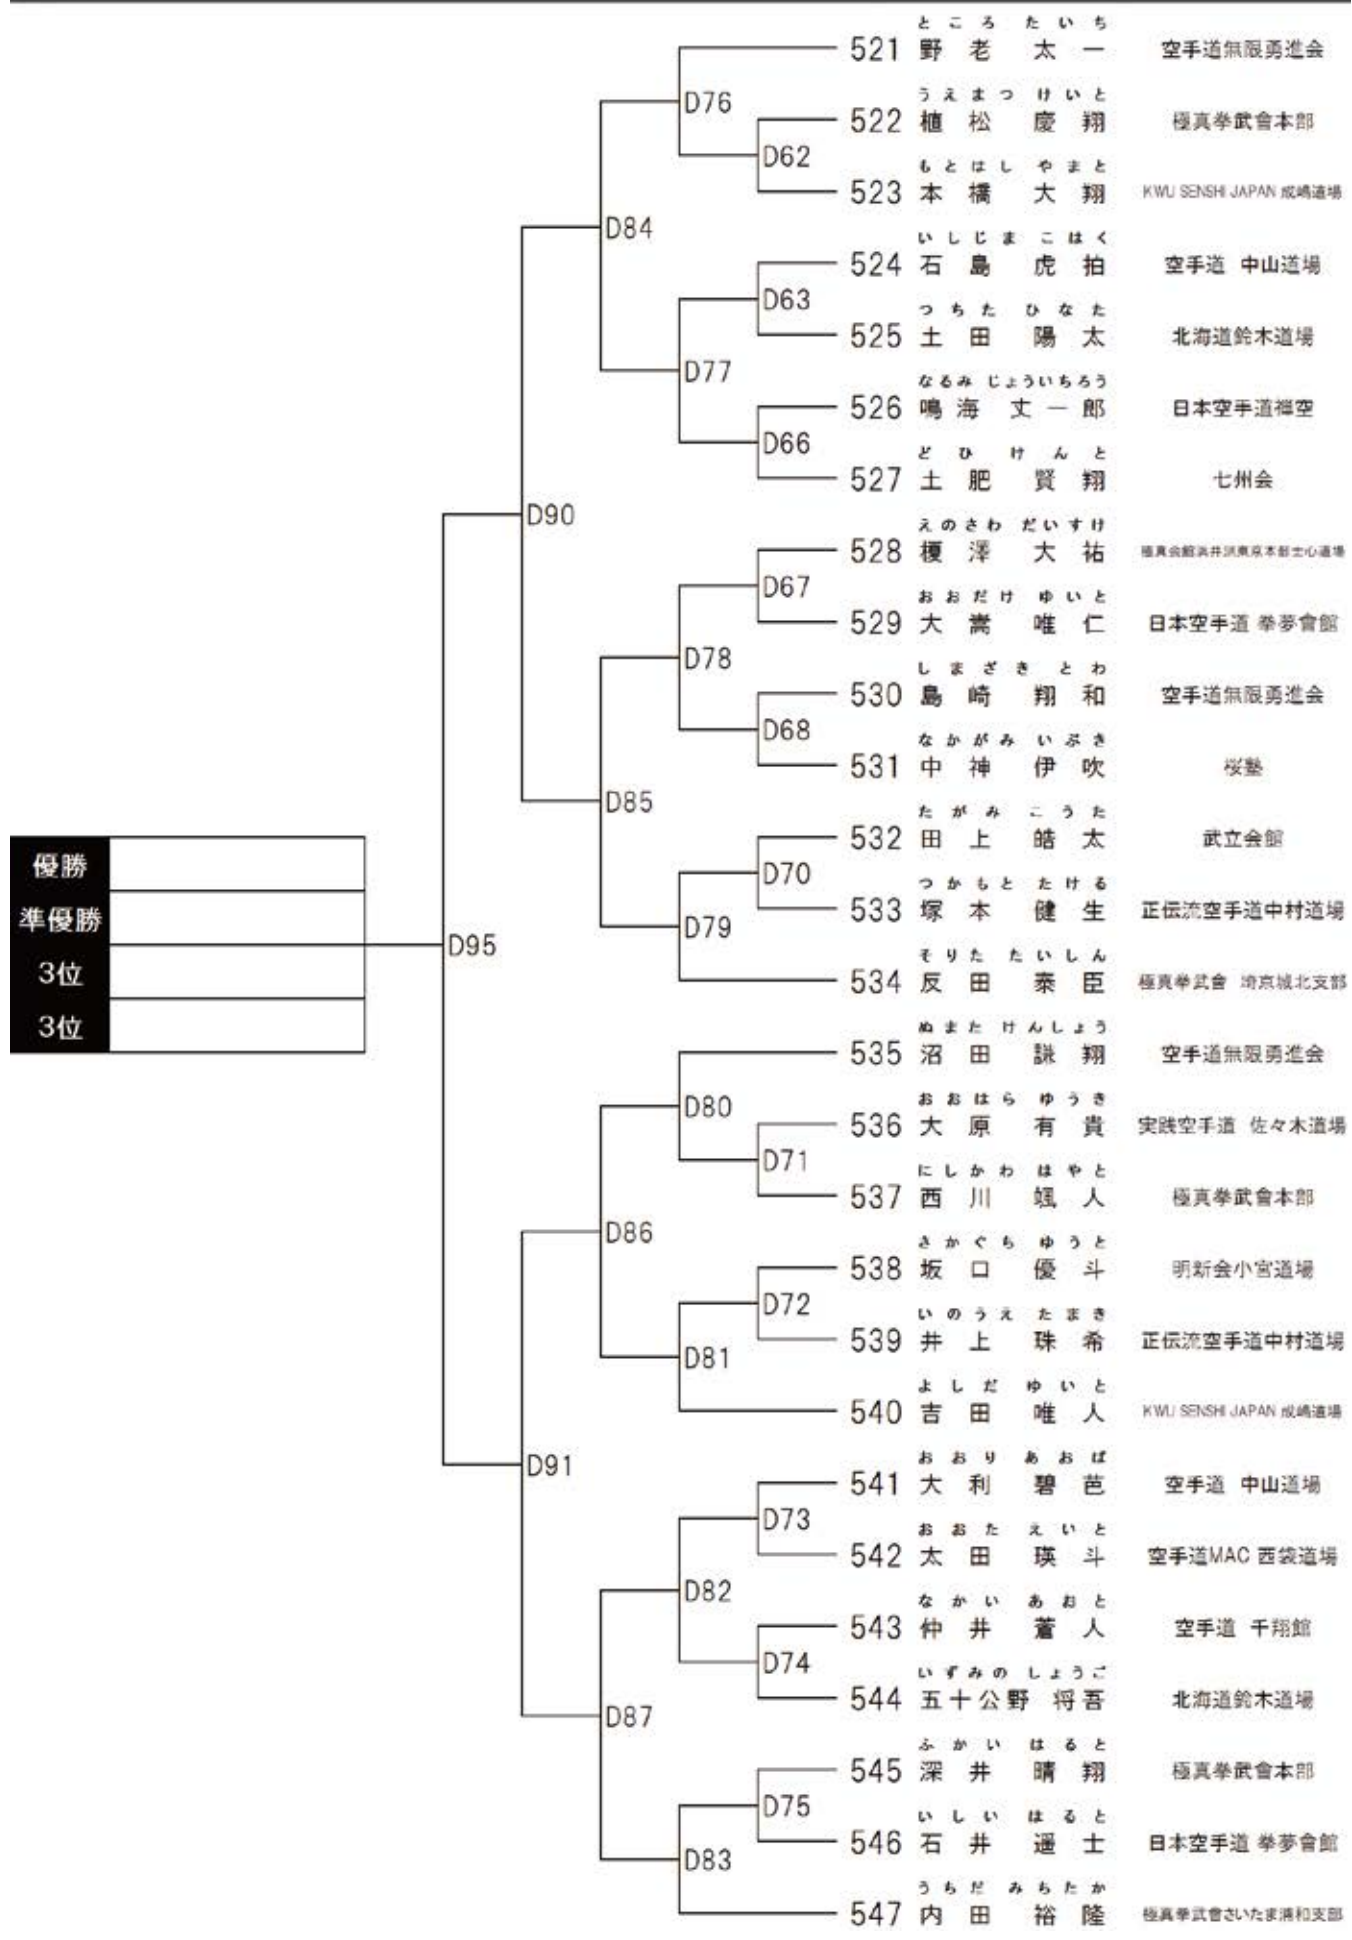 ところ たいち
521 野老 太一 空手道無限勇進会
D76
うえまつ けいと
522 植松 慶翔 極真拳武會本部
D62
もとはし やまと
523 本橋 大翔 KWU SENSHI JAPAN 成嶋道場
D84
いしじま こはく
524 石島 虎拍 空手道 中山道場
D63
つちた ひなた
525 土田 陽太 北海道鈴木道場
D77
なるみ じょういちろう
526 鳴海 丈一郎 日本空手道禅空
D66
どひ けんと
527 土肥 賢翔 七州会
D90
えのさわ だいすけ
528 榎澤 大祐 極真会館浜井派東京本部士心道場
D67
おおだけ ゆいと
529 大嵩 唯仁 日本空手道 拳夢會館
D78
しまざき とわ
530 島崎 翔和 空手道無限勇進会
D68
なかがみ いぶき
531 中神 伊吹 桜塾
D85
たがみ こうた
532 田上 皓太 武立会館
D70
つかもと たける
533 塚本 健生 正伝流空手道中村道場
D79
そりた たいしん
534 反田 泰臣 極真拳武會 埼京城北支部
優勝
準優勝
D95
3位
3位
ぬまた けんしょう
535 沼田 謙翔 空手道無限勇進会
D80
おおはら ゆうき
536 大原 有貴 実践空手道 佐々木道場
D71
にしかわ はやと
537 西川 颯人 極真拳武會本部
D86
さかぐち ゆうと
538 坂口 優斗 明新会小宮道場
D72
いのうえ たまき
539 井上 珠希 正伝流空手道中村道場
D81
よしだ ゆいと
540 吉田 唯人 KWU SENSHI JAPAN 成嶋道場
D91
おおり あおば
541 大利 碧芭 空手道 中山道場
D73
おおた えいと
542 太田 瑛斗 空手道MAC 西袋道場
D82
なかい あおと
543 仲井 蒼人 空手道 千翔館
D74
いずみの しょうご
544 五十公野 将吾 北海道鈴木道場
D87
ふかい はると
545 深井 晴翔 極真拳武會本部
D75
いしい はると
546 石井 遥士 日本空手道 拳夢會館
D83
うちだ みちたか
547 内田 裕隆 極真拳武會さいたま浦和支部